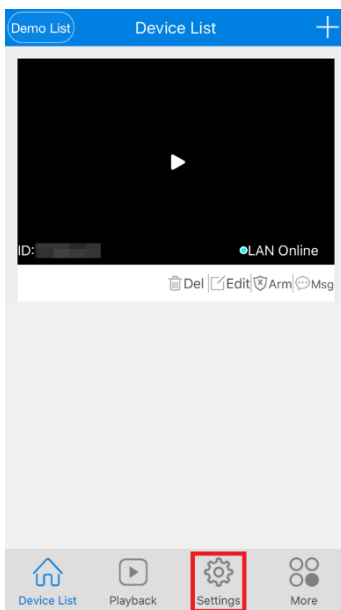 Demo List Device List
ID: LAN Online
Del Edit Arm Msg
Device List Playback Settings More